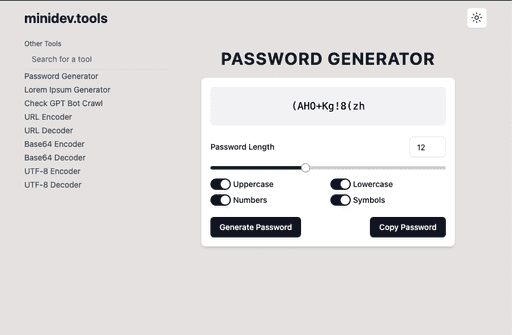 minidev.tools
Other Tools
Search for a tool
Password Generator
Lorem Ipsum Generator
Check GPT Bot Crawl
URL Encoder
URL Decoder
Base64 Encoder
Base64 Decoder
UTF-8 Encoder
UTF-8 Decoder
PASSWORD GENERATOR
(AHO+Kg!8(zh
Password Length 12
Uppercase Lowercase
Numbers Symbols
Generate Password Copy Password